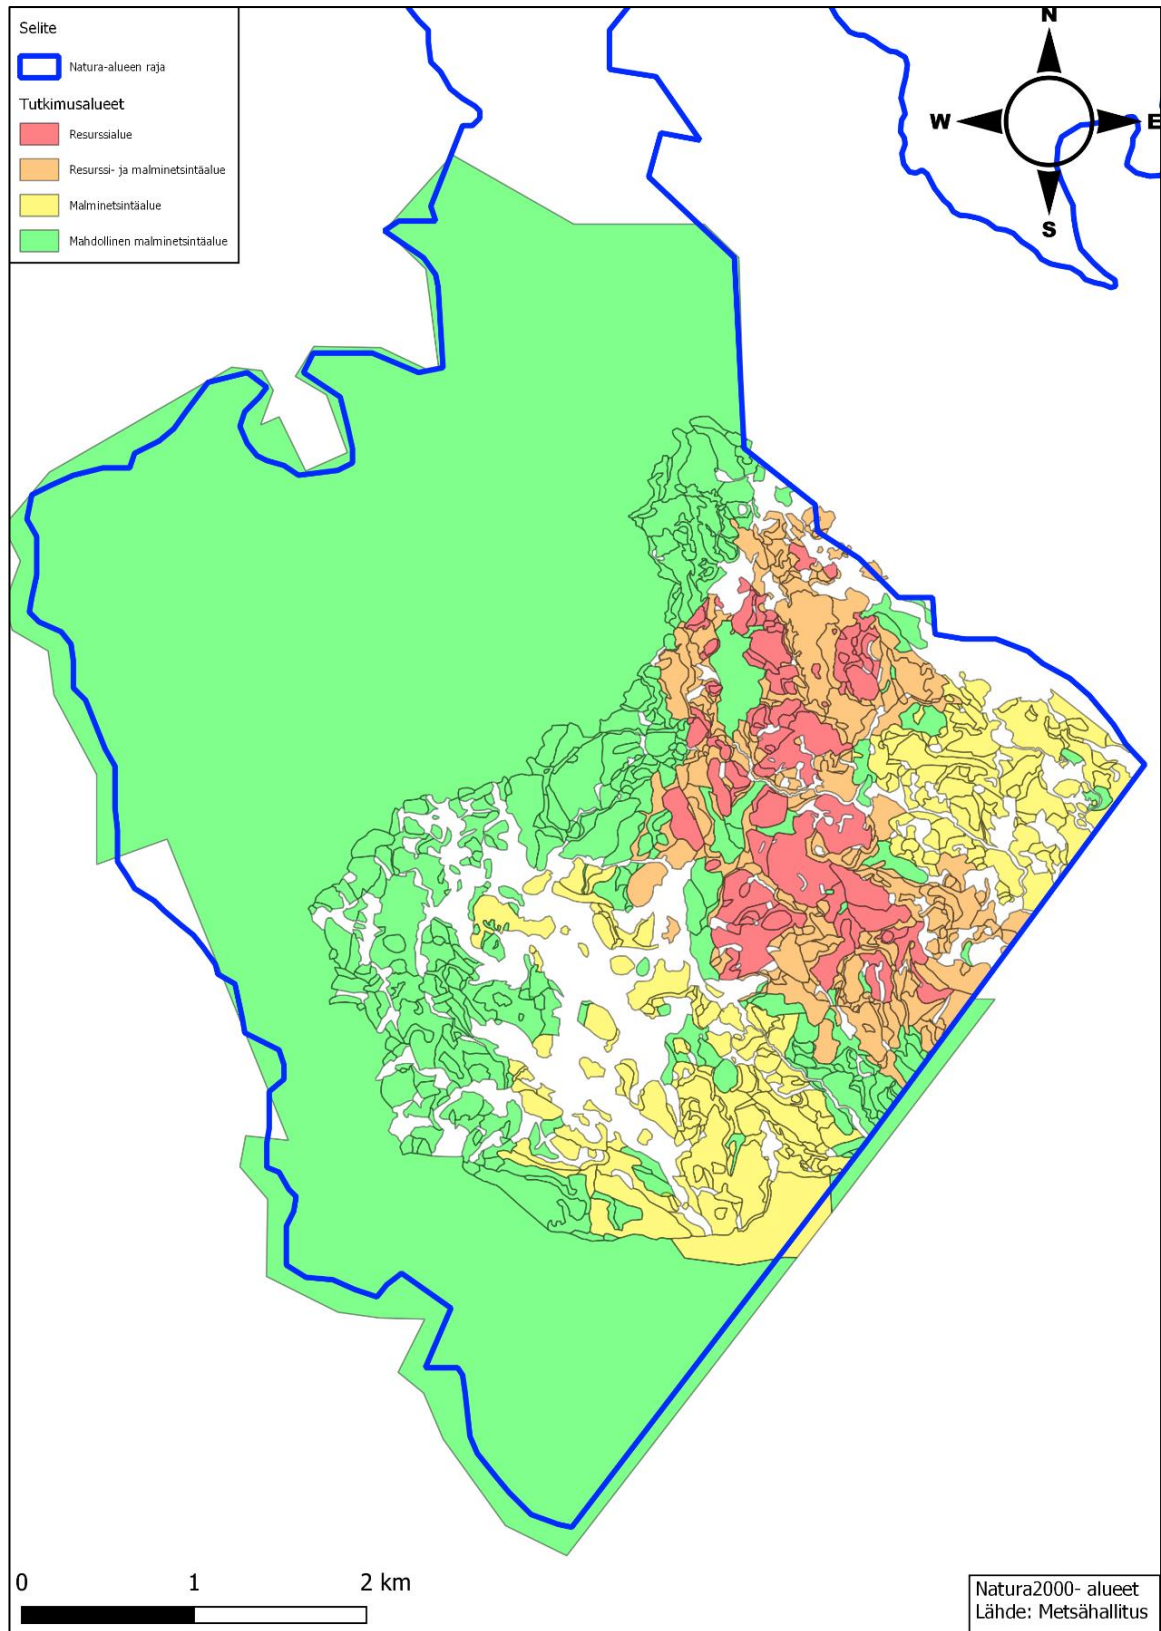 Selite
Natura-alueen raja
Tutkimusalueet
Resurssialue
Resurssi- ja malminetsintäalue
Malminetsintäalue
Mahdollinen malminetsintäalue
N
W
E
S
0 1 2 km
Natura2000- alueet
Lähde: Metsähallitus